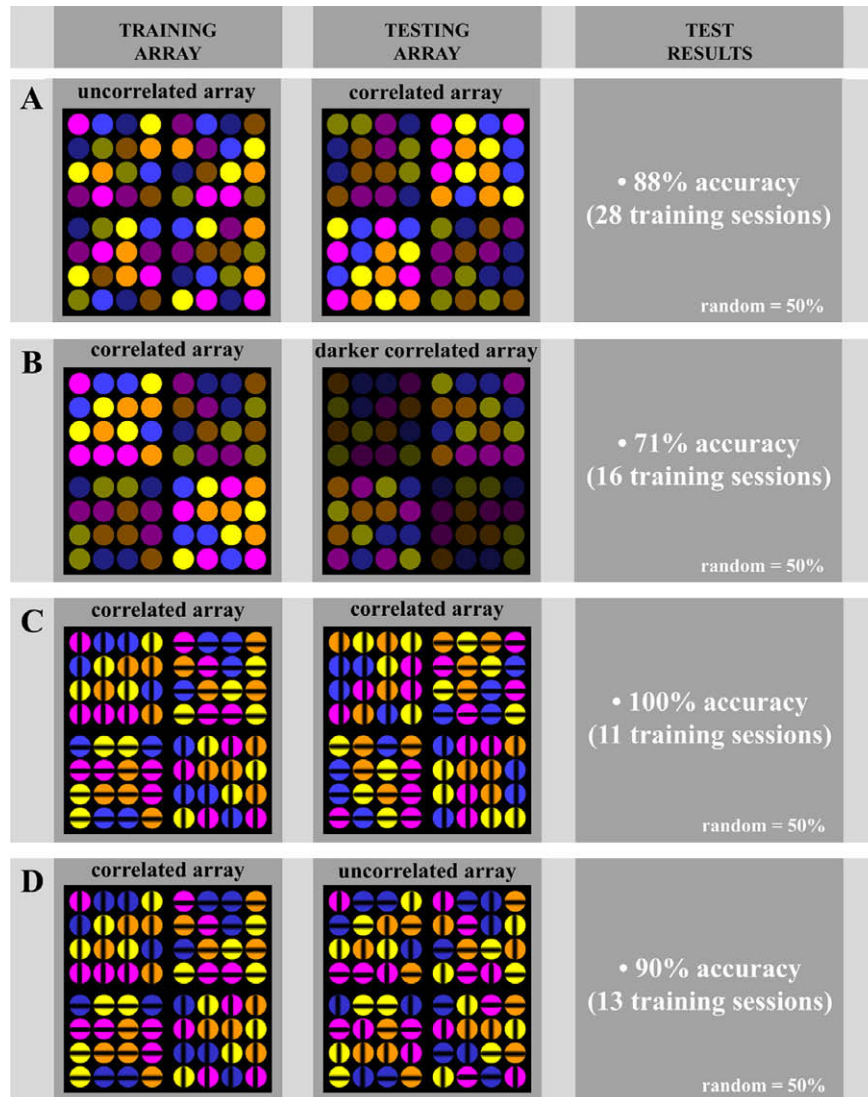 TRAINING
ARRAY
TESTING
ARRAY
TEST
RESULTS
A
uncorrelated array
correlated array
• 88% accuracy
(28 training sessions)
random = 50%
B
correlated array
darker correlated array
• 71% accuracy
(16 training sessions)
random = 50%
C
correlated array
correlated array
• 100% accuracy
(11 training sessions)
random = 50%
D
correlated array
uncorrelated array
• 90% accuracy
(13 training sessions)
random = 50%